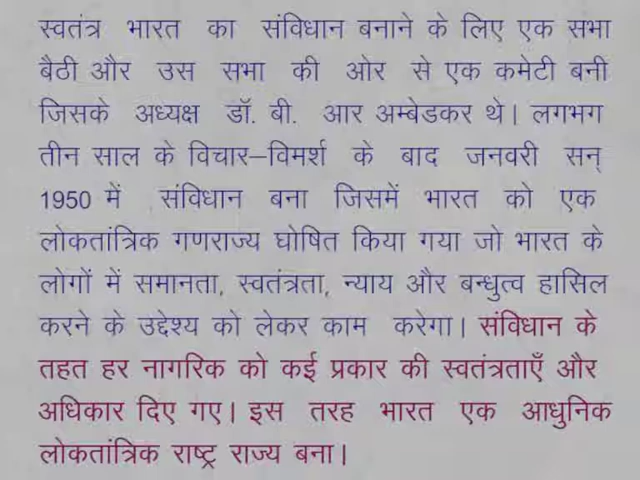 स्वतंत्र भारत का संविधान बनाने के लिए एक सभा
बैठी और उस सभा की ओर से एक कमेटी बनी
जिसके अध्यक्ष डॉ. बी. आर अम्बेडकर थे। लगभग
तीन साल के विचार–विमर्श के बाद जनवरी सन्
1950 में संविधान बना जिसमें भारत को एक
लोकतांत्रिक गणराज्य घोषित किया गया जो भारत के
लोगों में समानता, स्वतंत्रता, न्याय और बन्धुत्व हासिल
करने के उद्देश्य को लेकर काम करेगा। संविधान के
तहत हर नागरिक को कई प्रकार की स्वतंत्रताएँ और
अधिकार दिए गए। इस तरह भारत एक आधुनिक
लोकतांत्रिक राष्ट्र राज्य बना।